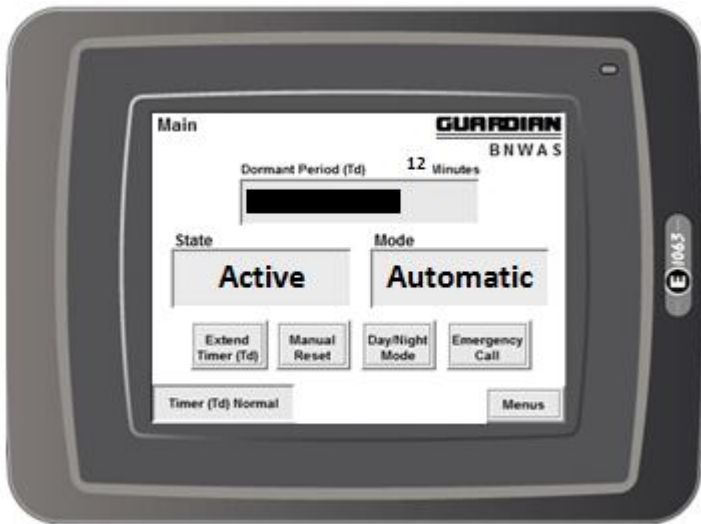 Main
GUARDIAN
BNWAS
Dormant Period (Td) 12 Minutes
State
Mode
Active
Automatic
Extend
Timer (Td)
Manual
Reset
Day/Night
Mode
Emergency
Call
Timer (Td) Normal
Menus
E 1063